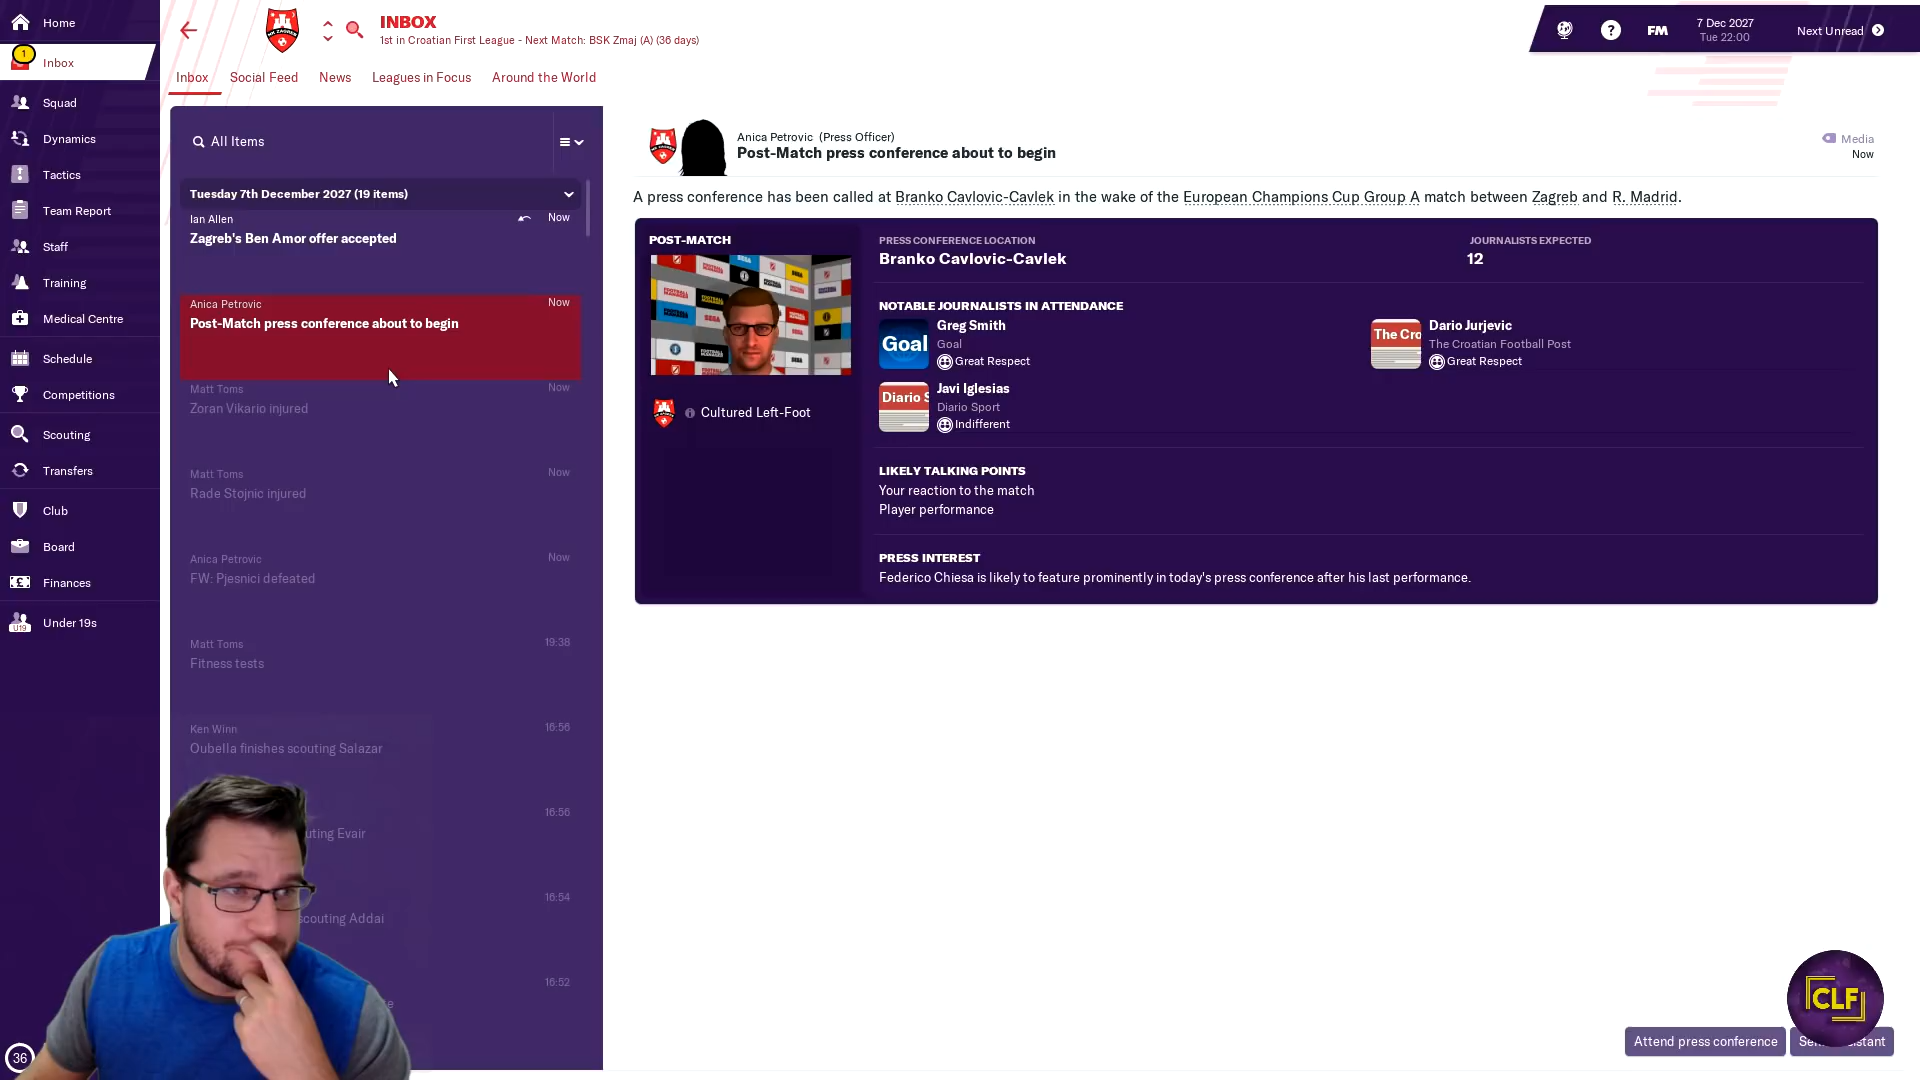 Home
1
Inbox
Squad
Dynamics
Tactics
Team Report
Staff
Training
Medical Centre
Schedule
Competitions
Scouting
Transfers
Club
Board
Finances
U19
Under 19s
36
INBOX
1st in Croatian First League - Next Match: BSK Zmaj (A) (36 days)
?
FM
7 Dec 2027
Tue 22:00
Next Unread
Inbox
Social Feed
News
Leagues in Focus
Around the World
All Items
Tuesday 7th December 2027 (19 items)
Ian Allen
Now
Zagreb's Ben Amor offer accepted
Anica Petrovic
Now
Post-Match press conference about to begin
Matt Toms
Now
Zoran Vikario injured
Matt Toms
Now
Rade Stojnic injured
Anica Petrovic
Now
FW: Pjesnici defeated
Matt Toms
19:38
Fitness tests
Ken Winn
16:56
Oubella finishes scouting Salazar
16:56
uting Evair
16:54
scouting Addai
16:52
Anica Petrovic (Press Officer)
Post-Match press conference about to begin
Media
Now
A press conference has been called at Branko Cavlovic-Cavlek in the wake of the European Champions Cup Group A match between Zagreb and R. Madrid.
POST-MATCH
Cultured Left-Foot
PRESS CONFERENCE LOCATION
Branko Cavlovic-Cavlek
JOURNALISTS EXPECTED
12
NOTABLE JOURNALISTS IN ATTENDANCE
Goal
Greg Smith
Goal
Great Respect
The Cro
Dario Jurjevic
The Croatian Football Post
Great Respect
Diario S
Javi Iglesias
Diario Sport
Indifferent
LIKELY TALKING POINTS
Your reaction to the match
Player performance
PRESS INTEREST
Federico Chiesa is likely to feature prominently in today's press conference after his last performance.
CLF
Attend press conference